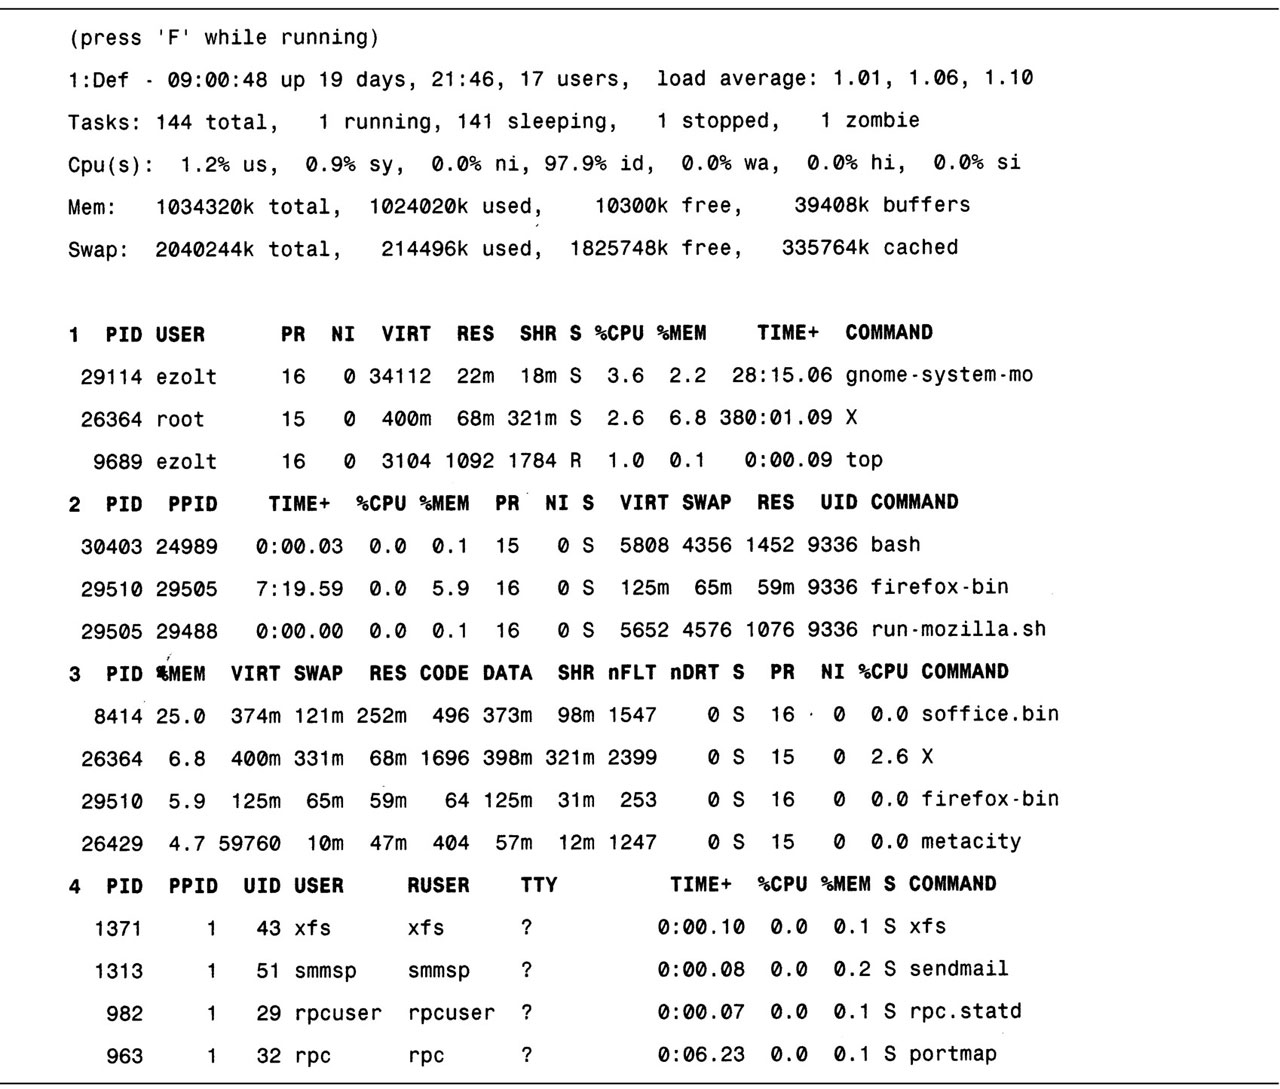 (press 'F' while running)
1:Def - 09:00:48 up 19 days, 21:46, 17 users,  load average: 1.01, 1.06, 1.10
Tasks: 144 total,   1 running, 141 sleeping,   1 stopped,   1 zombie
Cpu(s):  1.2% us,  0.9% sy,  0.0% ni, 97.9% id,  0.0% wa,  0.0% hi,  0.0% si
Mem:   1034320k total,  1024020k used,    10300k free,    39408k buffers
Swap:  2040244k total,   214496k used,  1825748k free,   335764k cached
1  PID USER      PR  NI  VIRT  RES  SHR S %CPU %MEM    TIME+  COMMAND
29114 ezolt     16   0 34112  22m  18m S  3.6  2.2  28:15.06 gnome-system-mo
26364 root      15   0  400m  68m 321m S  2.6  6.8 380:01.09 X
9689 ezolt     16   0  3104 1092 1784 R  1.0  0.1   0:00.09 top
2  PID  PPID    TIME+  %CPU %MEM  PR  NI S  VIRT SWAP  RES  UID COMMAND
30403 24989   0:00.03  0.0  0.1  15   0 S  5808 4356 1452 9336 bash
29510 29505   7:19.59  0.0  5.9  16   0 S  125m  65m  59m 9336 firefox-bin
29505 29488   0:00.00  0.0  0.1  16   0 S  5652 4576 1076 9336 run-mozilla.sh
3  PID %MEM  VIRT SWAP  RES CODE DATA  SHR nFLT nDRT S  PR  NI %CPU COMMAND
8414 25.0  374m 121m 252m  496 373m  98m 1547    0 S  16   0  0.0 soffice.bin
26364  6.8  400m 331m  68m 1696 398m 321m 2399    0 S  15   0  2.6 X
29510  5.9  125m  65m  59m   64 125m  31m  253    0 S  16   0  0.0 firefox-bin
26429  4.7 59760  10m  47m  404  57m  12m 1247    0 S  15   0  0.0 metacity
4  PID  PPID  UID USER     RUSER    TTY         TIME+  %CPU %MEM S COMMAND
1371     1   43 xfs      xfs      ?          0:00.10  0.0  0.1 S xfs
1313     1   51 smmsp    smmsp    ?          0:00.08  0.0  0.2 S sendmail
982     1   29 rpcuser  rpcuser  ?          0:00.07  0.0  0.1 S rpc.statd
963     1   32 rpc      rpc      ?          0:06.23  0.0  0.1 S portmap